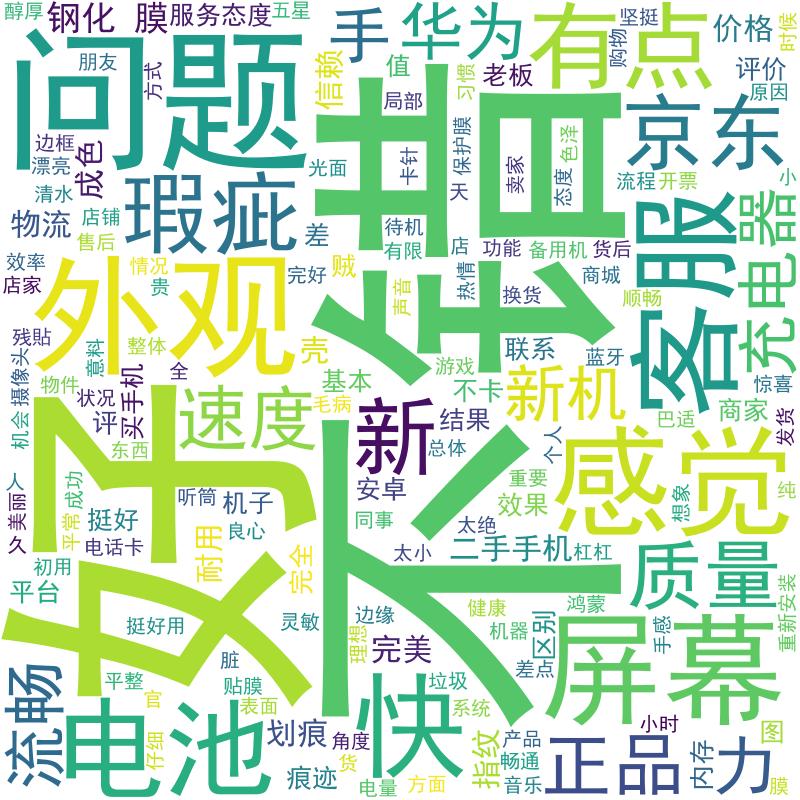 醇厚
钢化 膜
服务态度
五星
手
华为
有点
购物
坚挺
价格
时候
问题
朋友
方式
信赖
值
习惯
老板
评价
原因
不错
局部
卡针
保护膜
天
卖家
色泽
态度
京东
边框
漂亮
清水
成色
瑕疵
光面
流程
开票
小
物流
店铺
售后
差
待机
有限
店
热情
功能
备用机
货后
客服
充电器
效率
店家
情况
贵
外观
完好
贼
声音
换货
商城
顺畅
残貼
意料
整体
壳
联系
蓝牙
惊喜
机会
摄像头
物件
状况
全
基本
游戏
不卡
新机
商家
发货
买手机
评
毛病
速度
新
结果
巴适
东西
总体
个人
感觉
纯
好
成功
平常
美丽
久
人
听筒
机子
安卓
重要
效果
想象
挺好
良心
同事
太绝
电话卡
耐用
完全
太小
二手手机
杠杠
质量
初用
平台
挺好用
灵敏
边缘
健康
鸿蒙
重新安装
机器
区别
手感
脏
理想
完美
差点
屏幕
平整
贴膜
流畅
官
表面
垃圾
快
系统
仔细
电池
划痕
角度
小时
图
指纹
产品
畅通
音乐
正品
内存
力
痕迹
货
电量
方面
膜